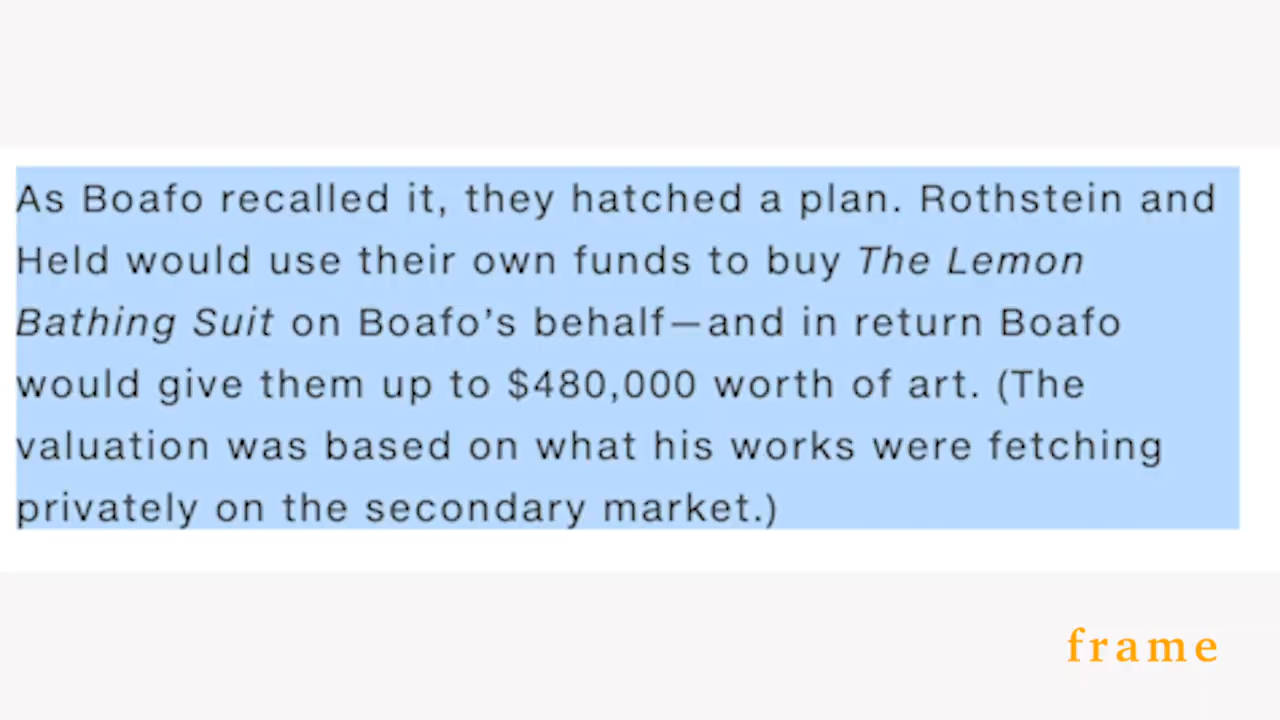 As Boafo recalled it, they hatched a plan. Rothstein and
Held would use their own funds to buy The Lemon
Bathing Suit on Boafo’s behalf—and in return Boafo
would give them up to $480,000 worth of art. (The
valuation was based on what his works were fetching
privately on the secondary market.)
frame